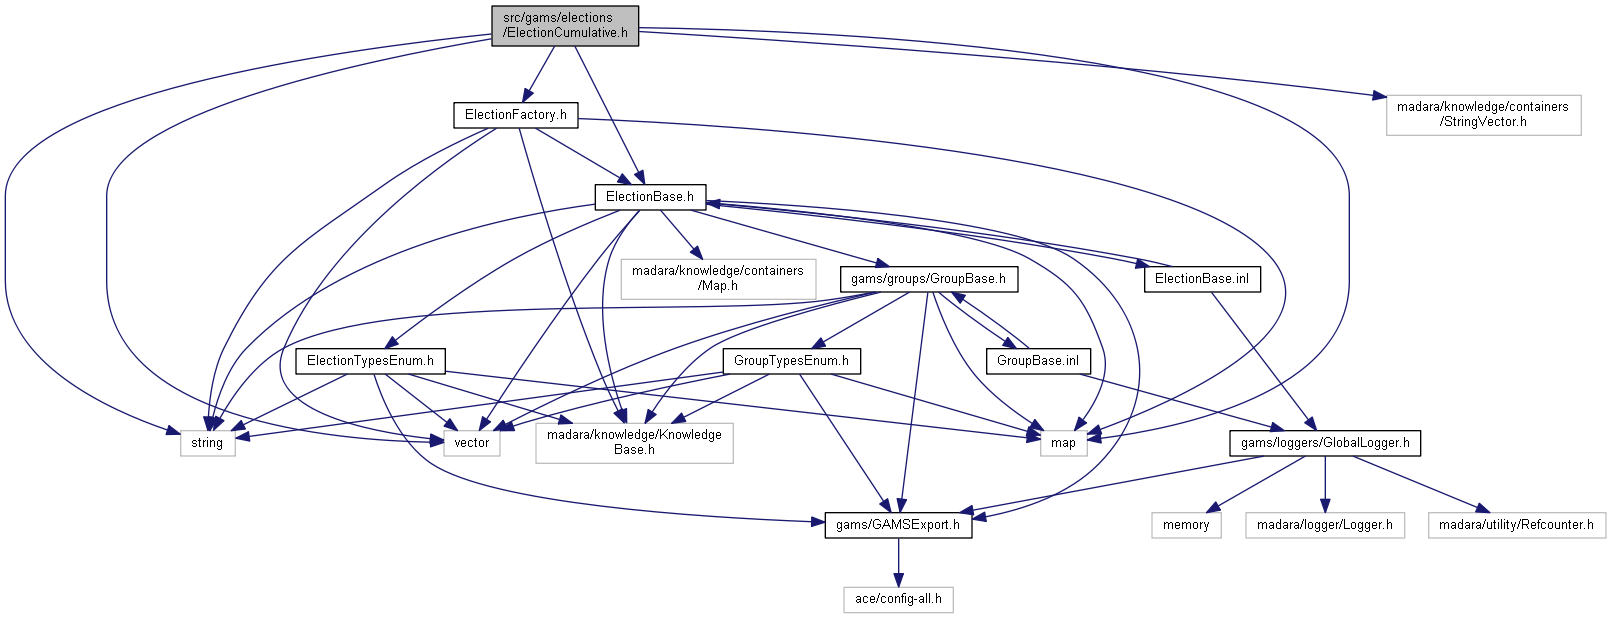 src/gams/elections
/ElectionCumulative.h
madara/knowledge/containers
/StringVector.h
ElectionFactory.h
ElectionBase.h
madara/knowledge/containers
/Map.h
gams/groups/GroupBase.h
ElectionBase.inl
ElectionTypesEnum.h
GroupTypesEnum.h
GroupBase.inl
string
vector
madara/knowledge/Knowledge
Base.h
map
gams/loggers/GlobalLogger.h
gams/GAMSExport.h
memory
madara/logger/Logger.h
madara/utility/Refcounter.h
ace/config-all.h